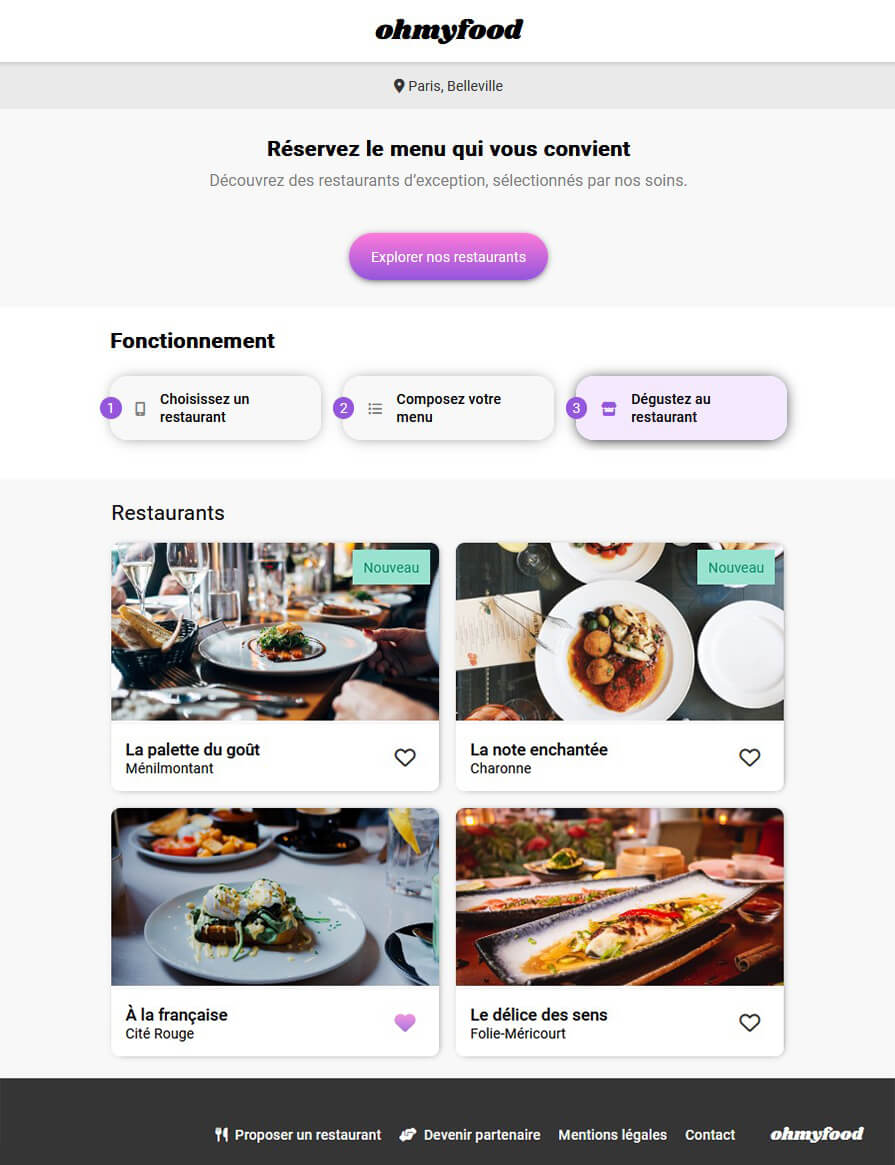 ohmyfood
Paris, Belleville
Réservez le menu qui vous convient
Découvrez des restaurants d’exception, sélectionnés par nos soins.
Explorer nos restaurants
Fonctionnement
1
Choisissez un
restaurant
2
Composez votre
menu
3
Dégustez au
restaurant
Restaurants
Nouveau
Nouveau
La palette du goût
Ménilmontant
La note enchantée
Charonne
À la française
Cité Rouge
Le délice des sens
Folie-Méricourt
Proposer un restaurant
Devenir partenaire
Mentions légales
Contact
ohmyfood